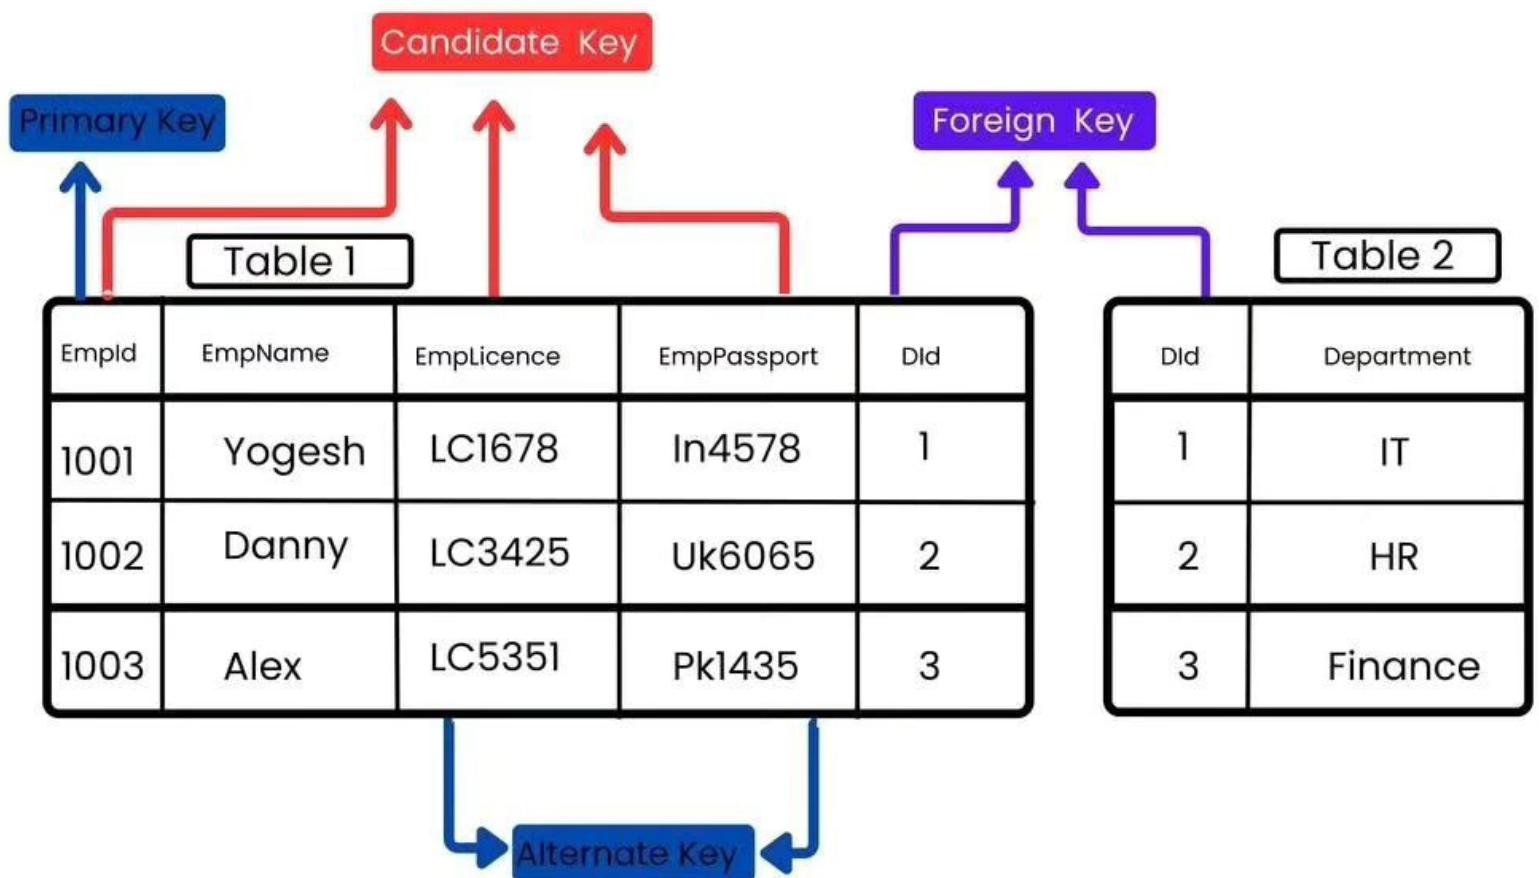 Candidate Key
Primary Key
Foreign Key
Table 1
Table 2
EmpId EmpName EmpLicence EmpPassport DId
1001 Yogesh LC1678 In4578 1
1002 Danny LC3425 Uk6065 2
1003 Alex LC5351 Pk1435 3
DId Department
1 IT
2 HR
3 Finance
Alternate Key